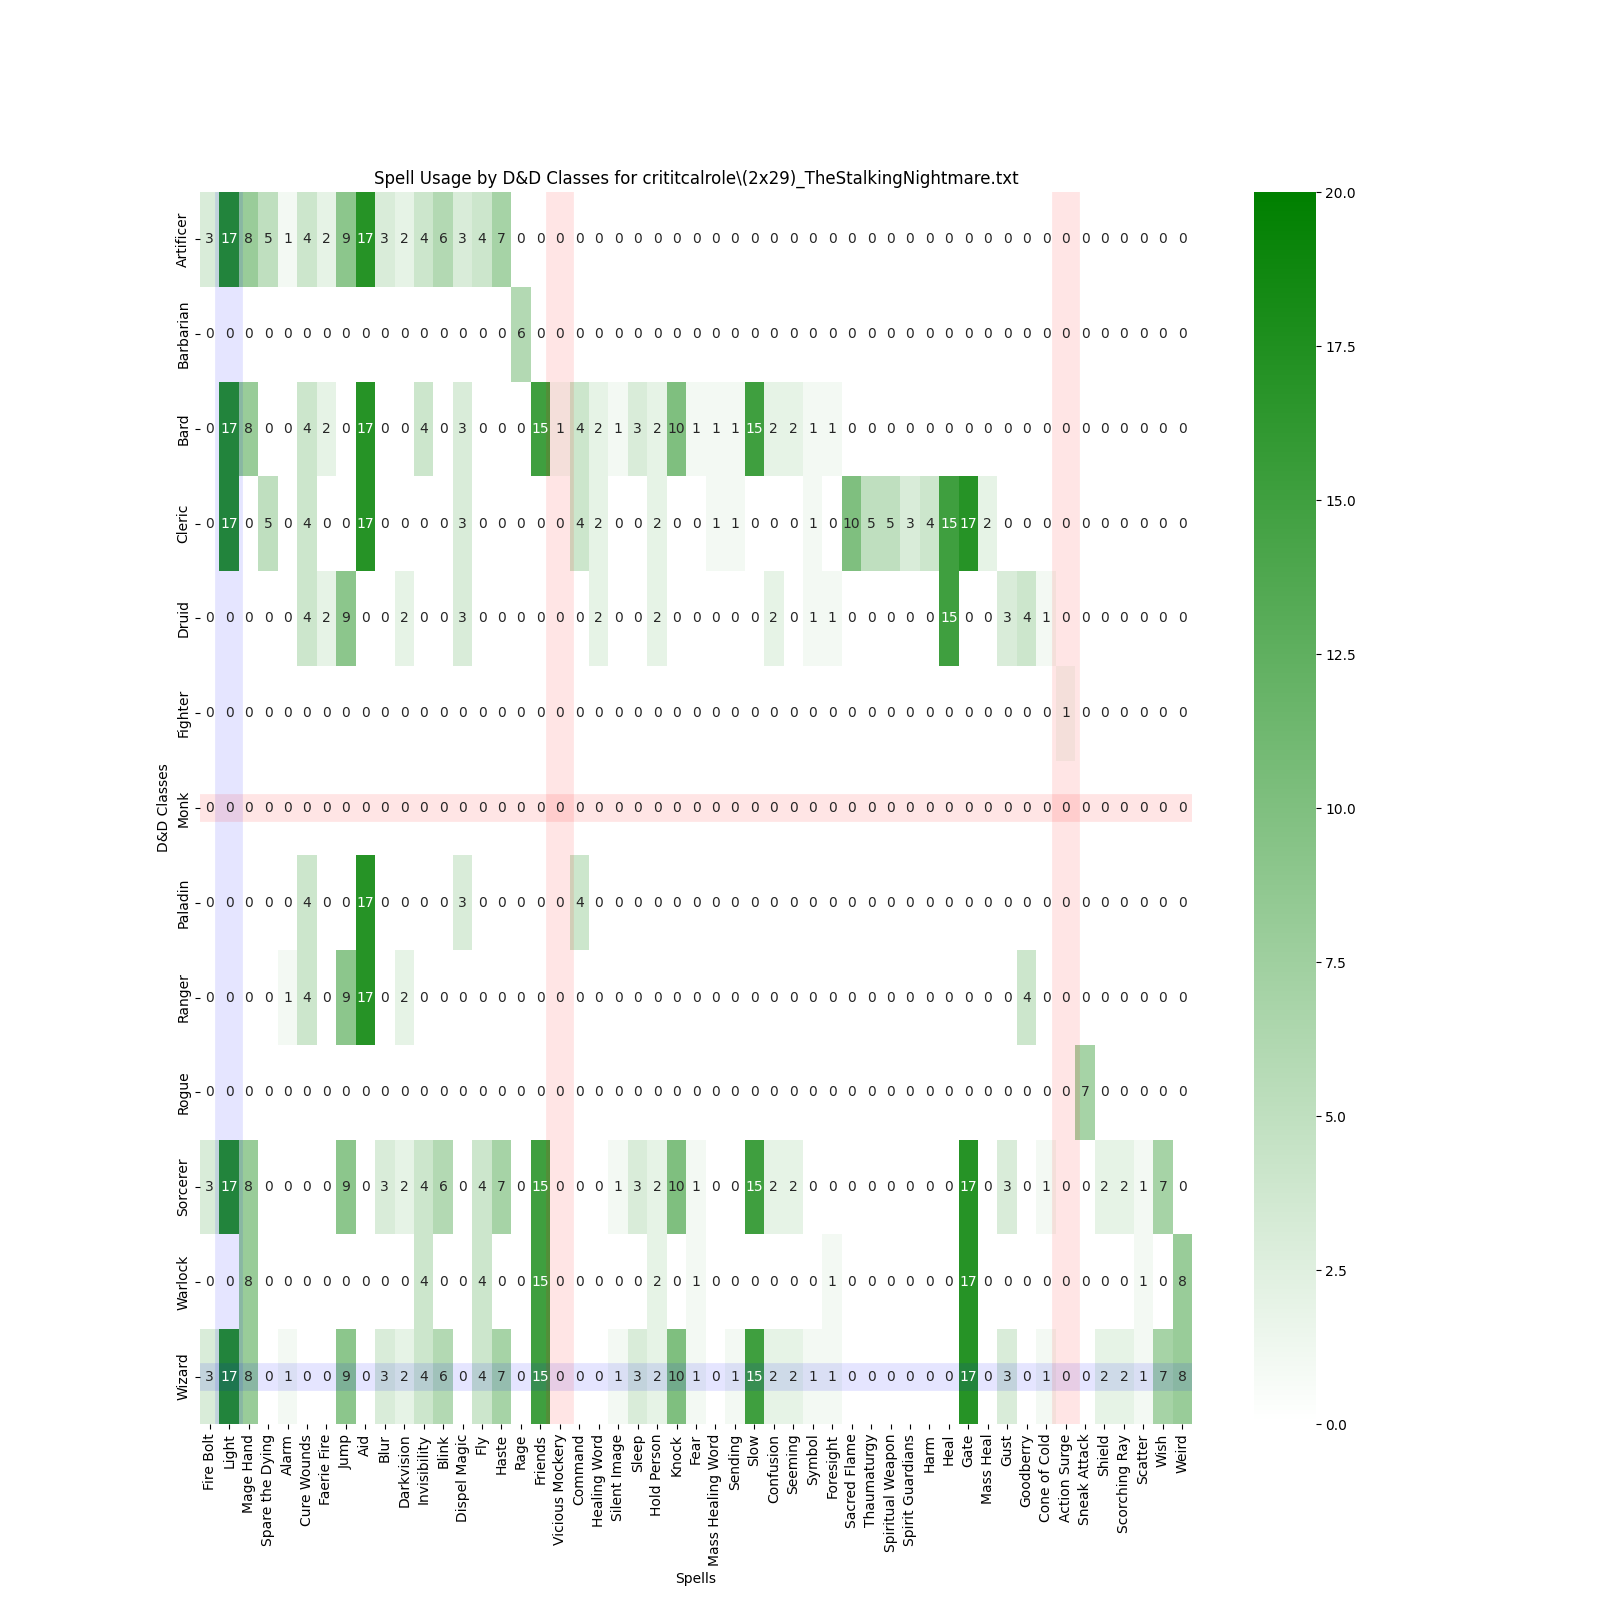 Spell Usage by D&D Classes for crititcalrole\(2x29)_TheStalkingNightmare.txt
Artificer 3 17 8 5 1 4 2 9 17 3 2 4 6 3 4 7 0 0 0 0 0 0 0 0 0 0 0 0 0 0 0 0 0 0 0 0 0 0 0 0 0 0 0 0 0 0 0 0 0 0 0
Barbarian 0 0 0 0 0 0 0 0 0 0 0 0 0 0 0 0 6 0 0 0 0 0 0 0 0 0 0 0 0 0 0 0 0 0 0 0 0 0 0 0 0 0 0 0 0 0 0 0 0 0 0
Bard 0 17 8 0 0 4 2 0 17 0 0 4 0 3 0 0 0 15 1 4 2 1 3 2 10 1 1 1 15 2 2 1 1 0 0 0 0 0 0 0 0 0 0 0 0 0 0 0 0 0 0
Cleric 0 17 0 5 0 4 0 0 17 0 0 0 0 3 0 0 0 0 0 4 2 0 0 2 0 0 1 1 0 0 0 1 0 10 5 5 3 4 15 17 2 0 0 0 0 0 0 0 0 0 0
Druid 0 0 0 0 0 4 2 9 0 0 2 0 0 3 0 0 0 0 0 0 2 0 0 2 0 0 0 0 0 2 0 1 1 0 0 0 0 0 15 0 0 3 4 1 0 0 0 0 0 0 0
Fighter 0 0 0 0 0 0 0 0 0 0 0 0 0 0 0 0 0 0 0 0 0 0 0 0 0 0 0 0 0 0 0 0 0 0 0 0 0 0 0 0 0 0 0 0 1 0 0 0 0 0 0
Monk 0 0 0 0 0 0 0 0 0 0 0 0 0 0 0 0 0 0 0 0 0 0 0 0 0 0 0 0 0 0 0 0 0 0 0 0 0 0 0 0 0 0 0 0 0 0 0 0 0 0 0
Paladin 0 0 0 0 0 4 0 0 17 0 0 0 0 3 0 0 0 0 0 4 0 0 0 0 0 0 0 0 0 0 0 0 0 0 0 0 0 0 0 0 0 0 0 0 0 0 0 0 0 0 0
Ranger 0 0 0 0 1 4 0 9 17 0 2 0 0 0 0 0 0 0 0 0 0 0 0 0 0 0 0 0 0 0 0 0 0 0 0 0 0 0 0 0 0 0 4 0 0 0 0 0 0 0 0
Rogue 0 0 0 0 0 0 0 0 0 0 0 0 0 0 0 0 0 0 0 0 0 0 0 0 0 0 0 0 0 0 0 0 0 0 0 0 0 0 0 0 0 0 0 0 0 7 0 0 0 0 0
Sorcerer 3 17 8 0 0 0 0 9 0 3 2 4 6 0 4 7 0 15 0 0 0 1 3 2 10 1 0 0 15 2 2 0 0 0 0 0 0 0 0 17 0 3 0 1 0 0 2 2 1 7 0
Warlock 0 0 8 0 0 0 0 0 0 0 0 4 0 0 4 0 0 15 0 0 0 0 0 2 0 1 0 0 0 0 0 0 1 0 0 0 0 0 0 17 0 0 0 0 0 0 0 0 1 0 8
Wizard 3 17 8 0 1 0 0 9 0 3 2 4 6 0 4 7 0 15 0 0 0 1 3 2 10 1 0 1 15 2 2 1 1 0 0 0 0 0 0 17 0 3 0 1 0 0 2 2 1 7 8
D&D Classes
Fire Bolt
Light
Mage Hand
Spare the Dying
Alarm
Cure Wounds
Faerie Fire
Jump
Aid
Blur
Darkvision
Invisibility
Blink
Dispel Magic
Fly
Haste
Rage
Friends
Vicious Mockery
Command
Healing Word
Silent Image
Sleep
Hold Person
Knock
Fear
Mass Healing Word
Sending
Slow
Confusion
Seeming
Symbol
Foresight
Sacred Flame
Thaumaturgy
Spiritual Weapon
Spirit Guardians
Harm
Heal
Gate
Mass Heal
Gust
Goodberry
Cone of Cold
Action Surge
Sneak Attack
Shield
Scorching Ray
Scatter
Wish
Weird
Spells
20.0
17.5
15.0
12.5
10.0
7.5
5.0
2.5
0.0